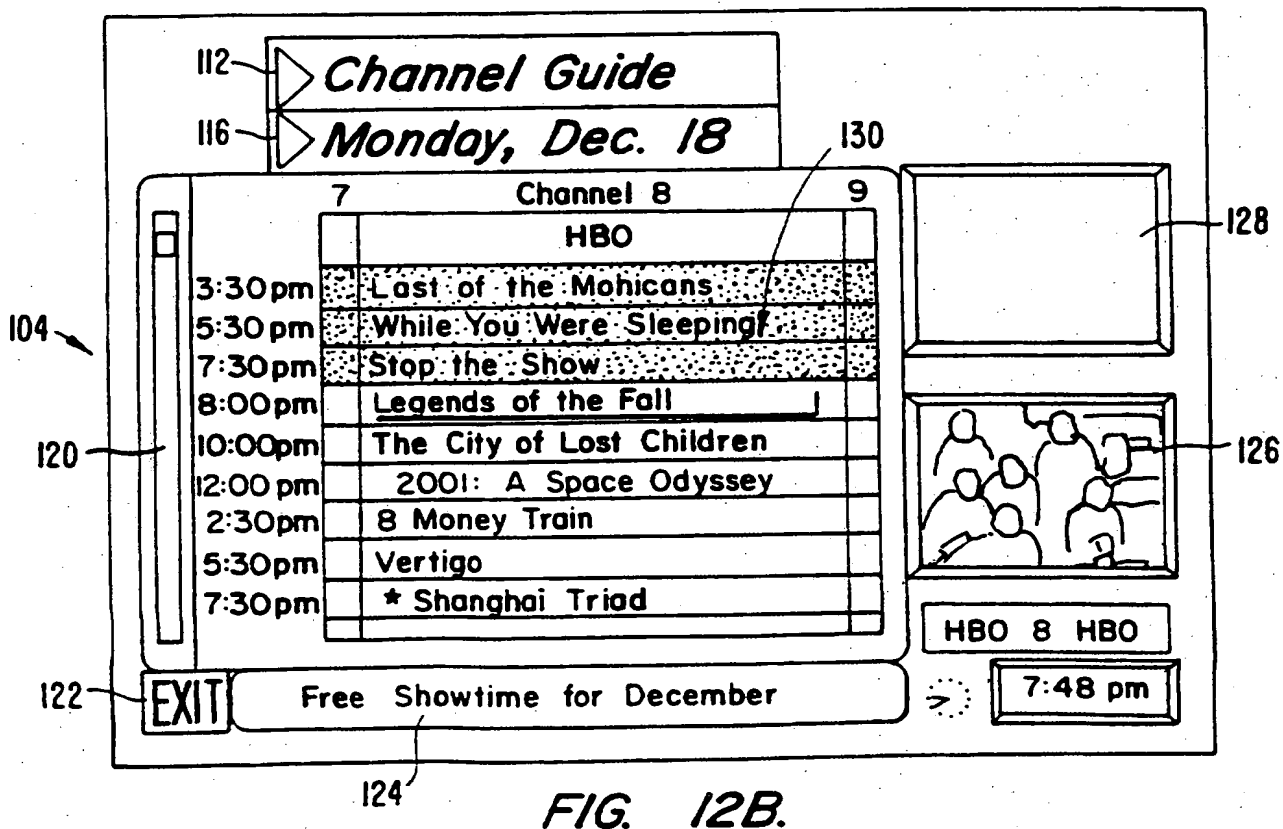 112 Channel Guide
116 Monday, Dec. 18
130
7 Channel 8 9
HBO
128
3:30pm Last of the Mohicans
5:30pm While You Were Sleeping
104
7:30pm Stop the Show
8:00pm Legends of the Fall
10:00pm The City of Lost Children
120
126
12:00 pm 2001: A Space Odyssey
2:30pm 8 Money Train
5:30pm Vertigo
7:30pm * Shanghai Triad
HBO 8 HBO
122 EXIT Free Showtime for December
7:48 pm
124
FIG. 12B.